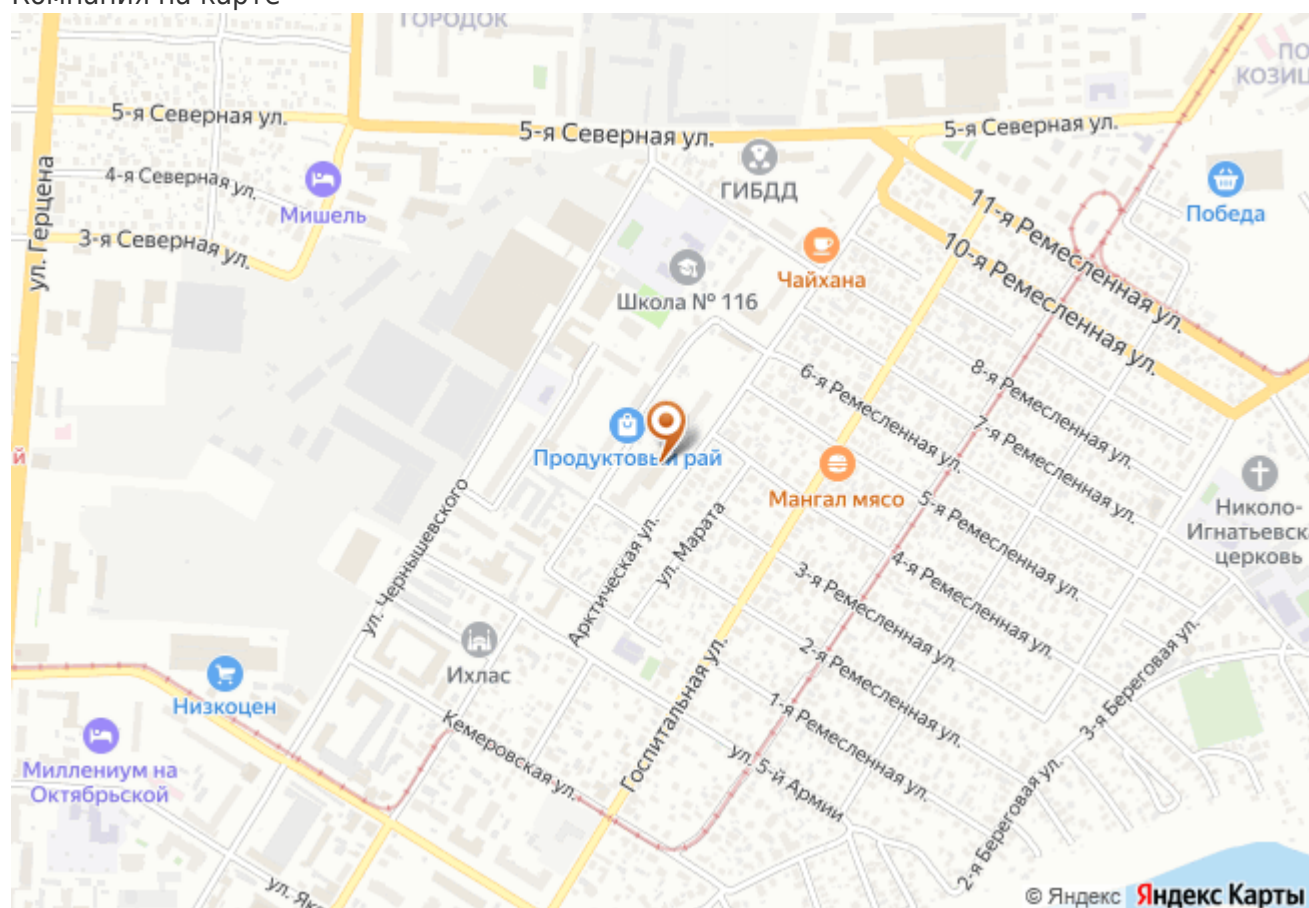 Компания на карте
ГОРОДОК
5-я Северная ул.
5-я Северная ул.
5-я Северная ул.
4-я Северная ул.
3-я Северная ул.
ул. Герцена
Мишель
ГИБДД
Победа
Чайхана
Школа № 116
11-я Ремесленная ул.
10-я Ремесленная ул.
8-я Ремесленная ул.
7-я Ремесленная ул.
6-я Ремесленная ул.
5-я Ремесленная ул.
4-я Ремесленная ул.
3-я Ремесленная ул.
2-я Ремесленная ул.
1-я Ремесленная ул.
Продуктовый рай
Мангал мясо
Николо-
Игнатьевск
церковь
ул. Чернышевского
Арктическая ул.
ул. Марата
Госпитальная ул.
Ихлас
Низкоцен
Кемеровская ул.
ул. 5-й Армии
3-я Береговая ул.
2-я Береговая ул.
Миллениум на
Октябрьской
й
ПО
КОЗИЦ
ул. Як
© Яндекс Яндекс Карты